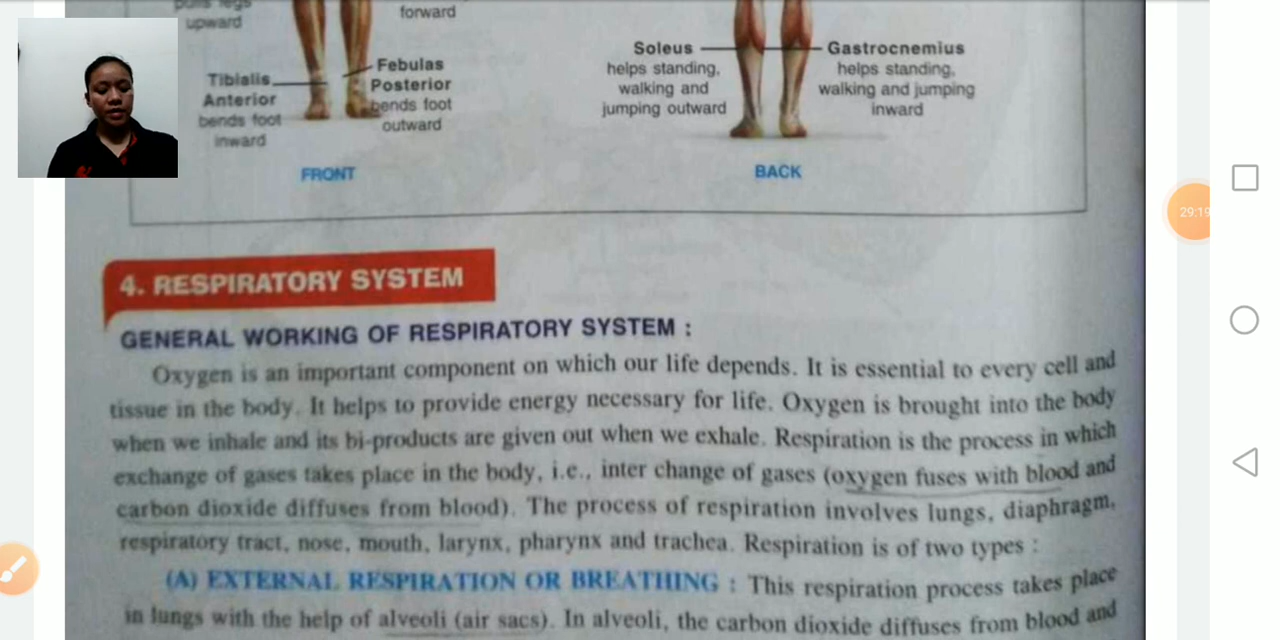 pulls legs
upward
forward
Tibialis
Anterior
bends foot
inward
Febulas
Posterior
bends foot
outward
FRONT
Soleus
helps standing,
walking and
jumping outward
Gastrocnemius
helps standing,
walking and jumping
inward
BACK
29:19
4. RESPIRATORY SYSTEM
GENERAL WORKING OF RESPIRATORY SYSTEM :
Oxygen is an important component on which our life depends. It is essential to every cell and
tissue in the body. It helps to provide energy necessary for life. Oxygen is brought into the body
when we inhale and its bi-products are given out when we exhale. Respiration is the process in which
exchange of gases takes place in the body, i.e., inter change of gases (oxygen fuses with blood and
carbon dioxide diffuses from blood). The process of respiration involves lungs, diaphragm,
respiratory tract, nose, mouth, larynx, pharynx and trachea. Respiration is of two types :
(A) EXTERNAL RESPIRATION OR BREATHING : This respiration process takes place
in lungs with the help of alveoli (air sacs). In alveoli, the carbon dioxide diffuses from blood and